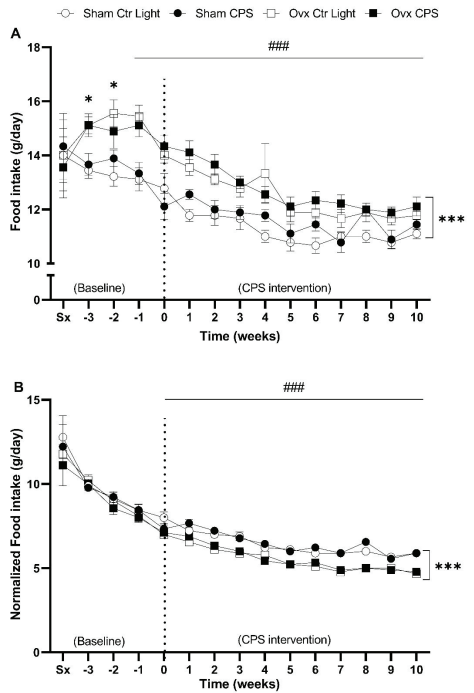 Sham Ctr Light Sham CPS Ovx Ctr Light Ovx CPS
A
###
Food intake (g/day)
18
16
14
12
10
0
* *
***
(Baseline) (CPS intervention)
Sx -3 -2 -1 0 1 2 3 4 5 6 7 8 9 10
Time (weeks)
B
###
Normalized Food intake (g/day)
15
10
5
0
***
(Baseline) (CPS intervention)
Sx -3 -2 -1 0 1 2 3 4 5 6 7 8 9 10
Time (weeks)